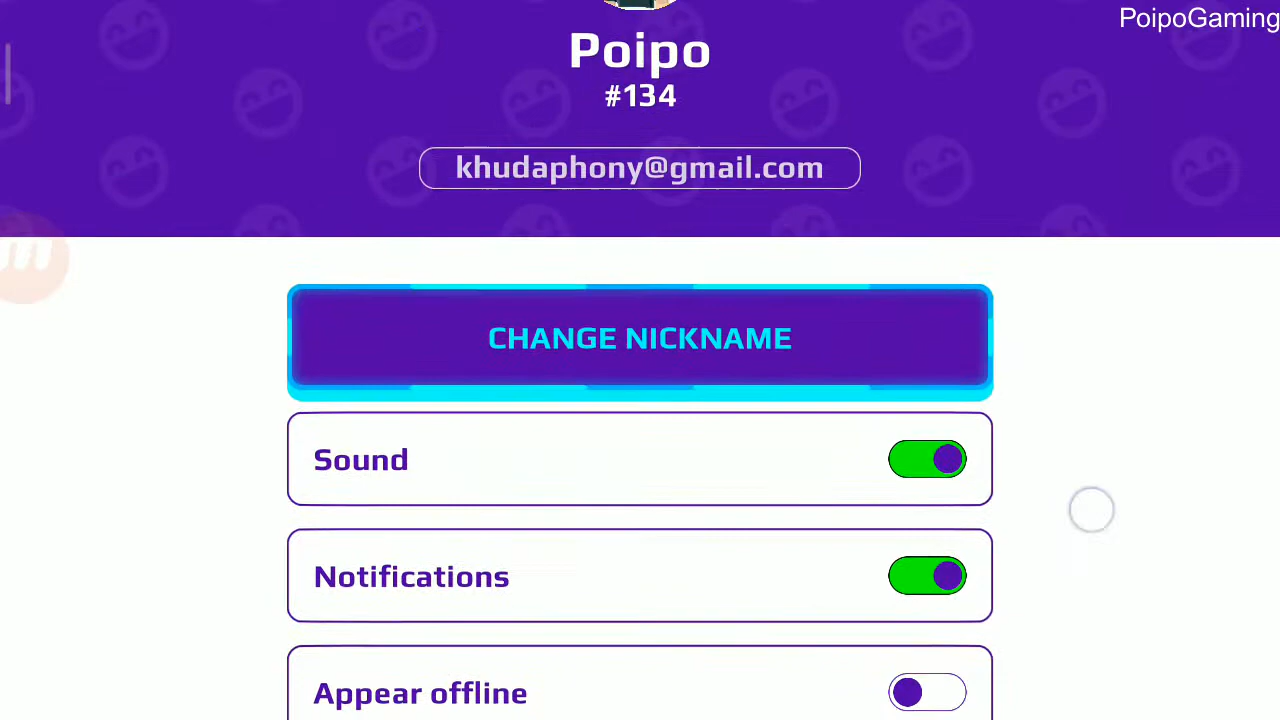 PoipoGaming
Poipo
#134
khudaphony@gmail.com
CHANGE NICKNAME
Sound
Notifications
Appear offline